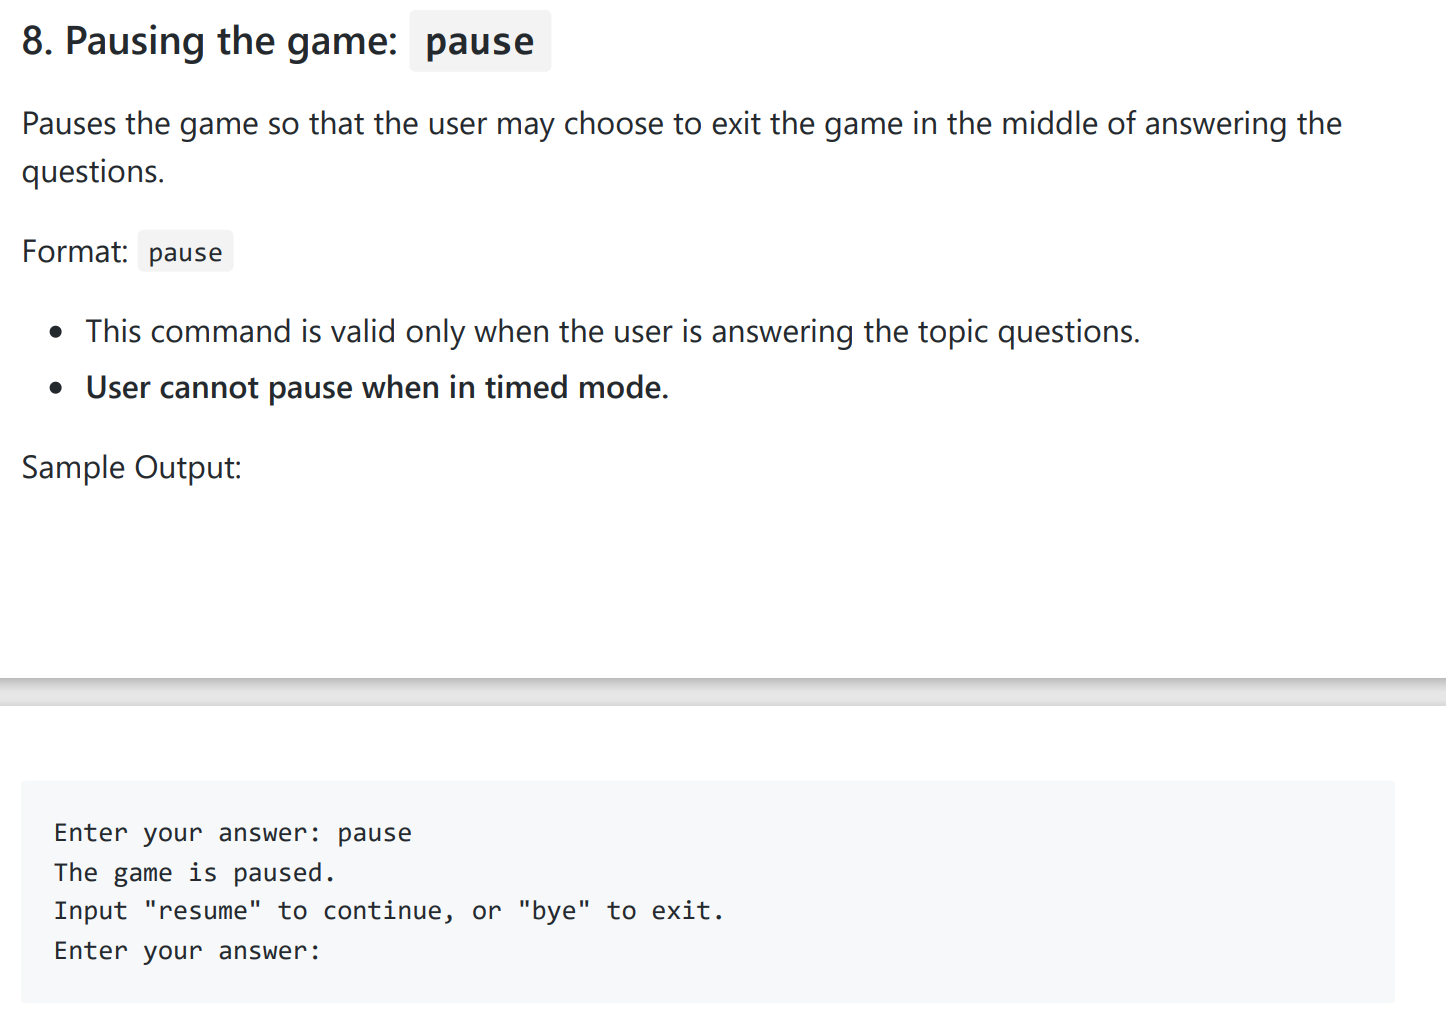 8. Pausing the game: pause
Pauses the game so that the user may choose to exit the game in the middle of answering the
questions.
Format: pause
• This command is valid only when the user is answering the topic questions.
• User cannot pause when in timed mode.
Sample Output:
Enter your answer: pause
The game is paused.
Input "resume" to continue, or "bye" to exit.
Enter your answer: